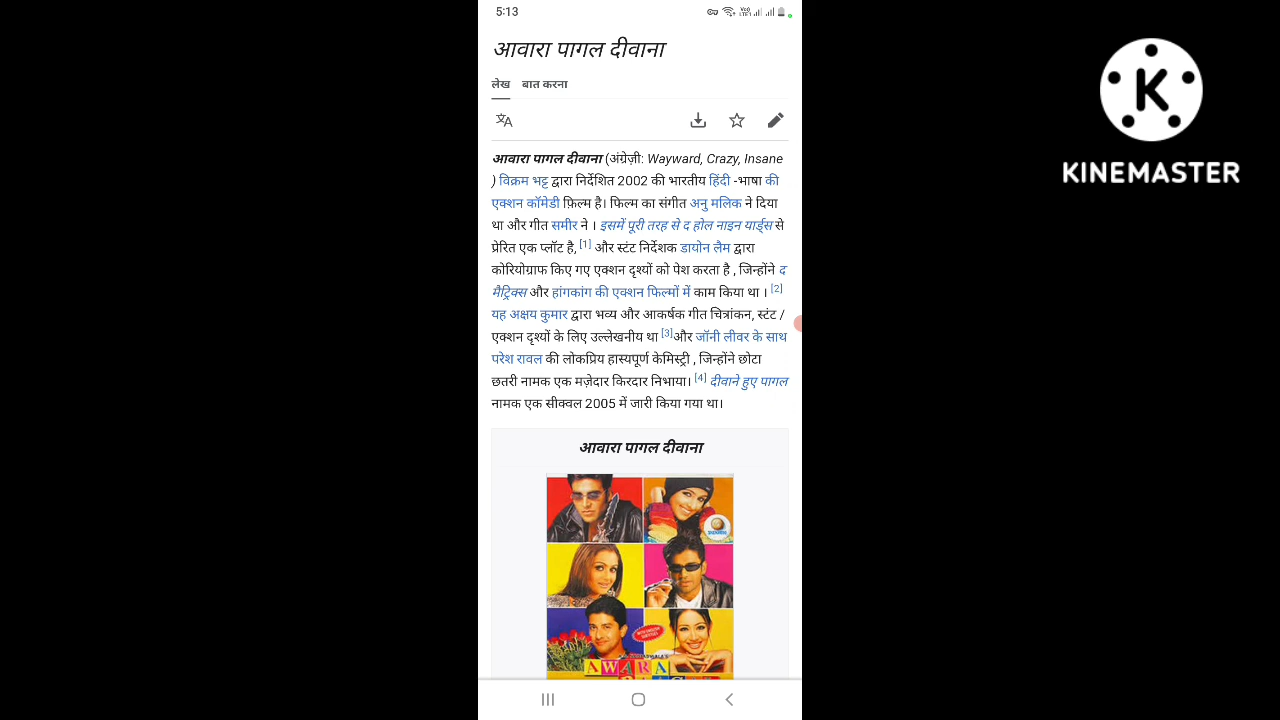 5:13
आवारा पागल दीवाना
लेख बात करना
आवारा पागल दीवाना (अंग्रेज़ी: Wayward, Crazy, Insane
) विक्रम भट्ट द्वारा निर्देशित 2002 की भारतीय हिंदी -भाषा की
एक्शन कॉमेडी फ़िल्म है। फिल्म का संगीत अनु मलिक ने दिया
था और गीत समीर ने । इसमें पूरी तरह से द होल नाइन यार्ड्स से
प्रेरित एक प्लॉट है, [1] और स्टंट निर्देशक डायोन लैम द्वारा
कोरियोग्राफ किए गए एक्शन दृश्यों को पेश करता है , जिन्होंने द
मैट्रिक्स और हांगकांग की एक्शन फिल्मों में काम किया था । [2]
यह अक्षय कुमार द्वारा भव्य और आकर्षक गीत चित्रांकन, स्टंट /
एक्शन दृश्यों के लिए उल्लेखनीय था [3]और जॉनी लीवर के साथ
परेश रावल की लोकप्रिय हास्यपूर्ण केमिस्ट्री , जिन्होंने छोटा
छतरी नामक एक मज़ेदार किरदार निभाया। [4] दीवाने हुए पागल
नामक एक सीक्वल 2005 में जारी किया गया था।
आवारा पागल दीवाना
AWARA
K
KINEMASTER